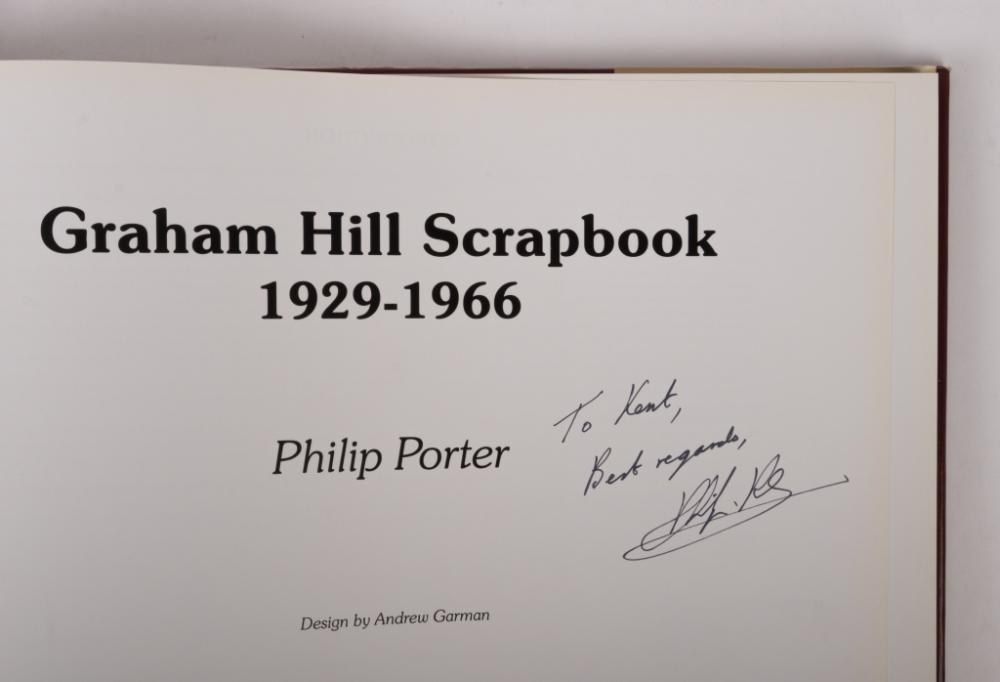 Graham Hill Scrapbook
1929-1966
Philip Porter
To Kent,
Best regards,
Design by Andrew Garman